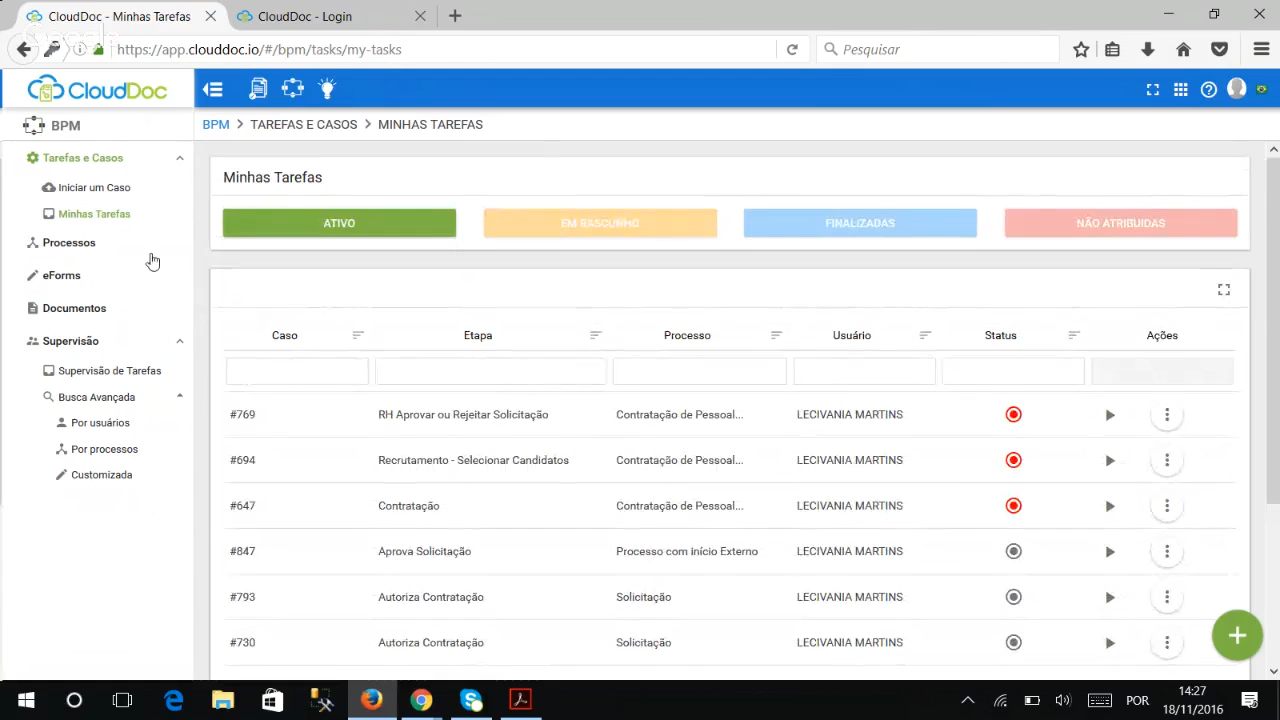 CloudDoc - Minhas Tarefas
CloudDoc - Login
https://app.clouddoc.io/#/bpm/tasks/my-tasks
Pesquisar
CloudDoc
BPM
BPM > TAREFAS E CASOS > MINHAS TAREFAS
Tarefas e Casos
Iniciar um Caso
Minhas Tarefas
Processos
eForms
Documentos
Supervisão
Supervisão de Tarefas
Busca Avançada
Por usuários
Por processos
Customizada
Minhas Tarefas
ATIVO
EM RASCUNHO
FINALIZADAS
NÃO ATRIBUIDAS
Caso Etapa Processo Usuário Status Ações
#769 RH Aprovar ou Rejeitar Solicitação Contratação de Pessoal... LECIVANIA MARTINS
#694 Recrutamento - Selecionar Candidatos Contratação de Pessoal... LECIVANIA MARTINS
#647 Contratação Contratação de Pessoal... LECIVANIA MARTINS
#847 Aprova Solicitação Processo com início Externo LECIVANIA MARTINS
#793 Autoriza Contratação Solicitação LECIVANIA MARTINS
#730 Autoriza Contratação Solicitação LECIVANIA MARTINS
POR
14:27
18/11/2016